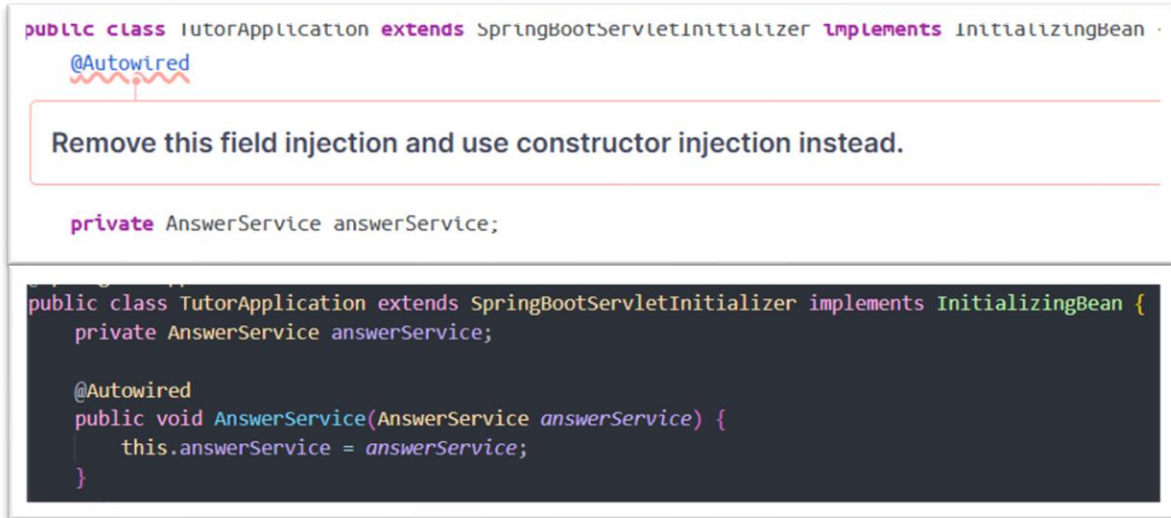 public class TutorApplication extends SpringBootServletInitializer implements InitializingBean
@Autowired
Remove this field injection and use constructor injection instead.
private AnswerService answerService;
public class TutorApplication extends SpringBootServletInitializer implements InitializingBean {
private AnswerService answerService;
@Autowired
public void AnswerService(AnswerService answerService) {
this.answerService = answerService;
}